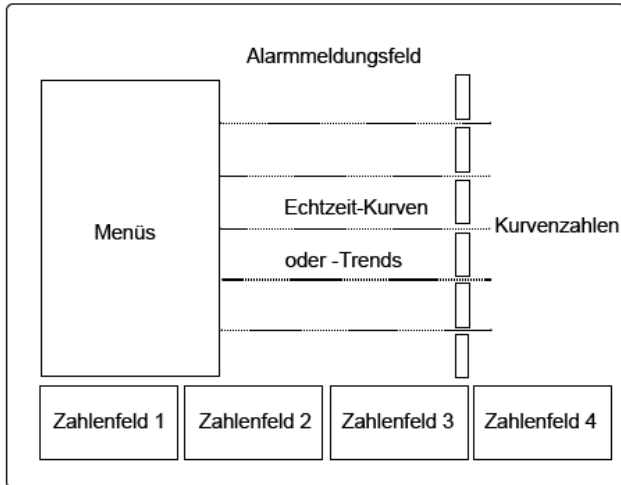 Alarmmeldungsfeld
Menüs
Echtzeit-Kurven
oder -Trends
Kurvenzahlen
Zahlenfeld 1
Zahlenfeld 2
Zahlenfeld 3
Zahlenfeld 4